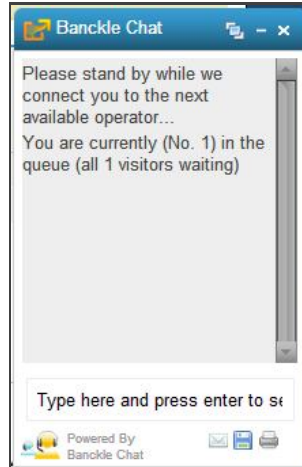 Banckle Chat
Please stand by while we
connect you to the next
available operator...
You are currently (No. 1) in the
queue (all 1 visitors waiting)
Type here and press enter to se
Powered By
Banckle Chat